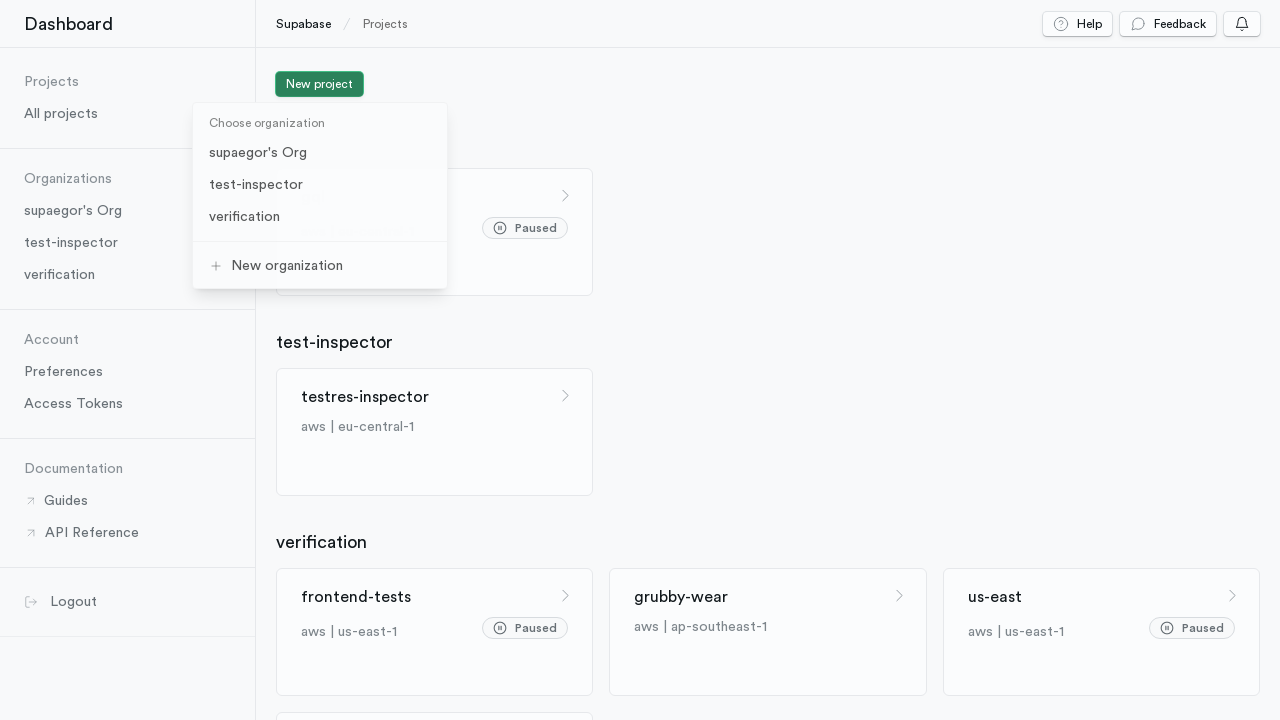 Dashboard
Supabase
Projects
Help
Feedback
Projects
All projects
Organizations
supaegor's Org
test-inspector
verification
Account
Preferences
Access Tokens
Documentation
Guides
API Reference
Logout
New project
Choose organization
supaegor's Org
test-inspector
verification
New organization
Paused
test-inspector
testres-inspector
aws | eu-central-1
verification
frontend-tests
aws | us-east-1
Paused
grubby-wear
aws | ap-southeast-1
us-east
aws | us-east-1
Paused